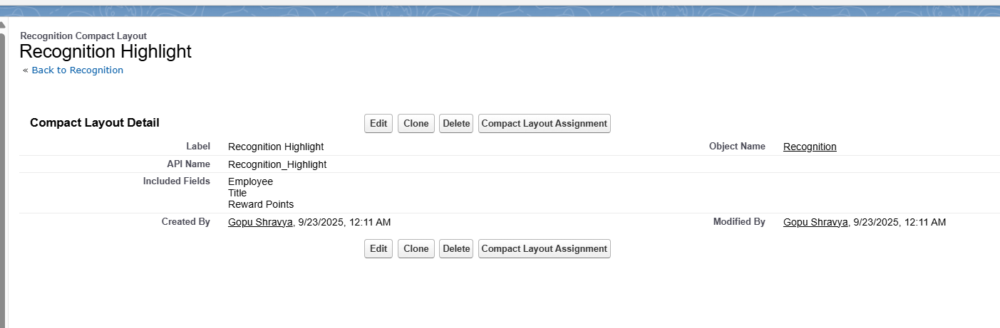 Recognition Compact Layout
Recognition Highlight
« Back to Recognition
Compact Layout Detail Edit Clone Delete Compact Layout Assignment
Label Recognition Highlight Object Name Recognition
API Name Recognition_Highlight
Included Fields Employee
Title
Reward Points
Created By Gopu Shravya, 9/23/2025, 12:11 AM Modified By Gopu Shravya, 9/23/2025, 12:11 AM
Edit Clone Delete Compact Layout Assignment